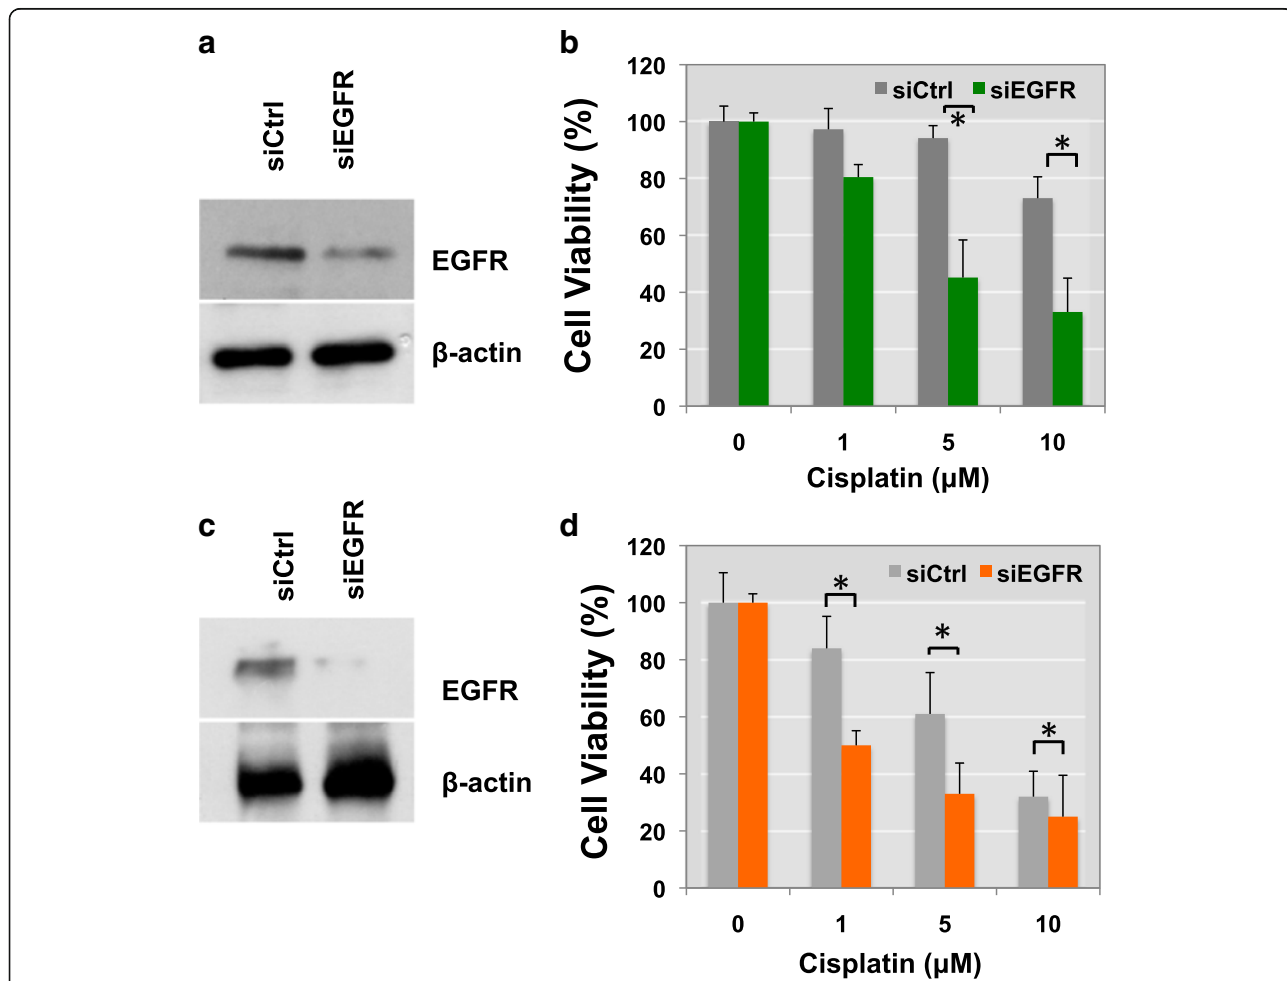 a
siCtrl
siEGFR
EGFR
β-actin
b
120
100
80
60
40
20
0
Cell Viability (%)
siCtrl siEGFR
*
*
0 1 5 10
Cisplatin (µM)
c
siCtrl
siEGFR
EGFR
β-actin
d
120
100
80
60
40
20
0
Cell Viability (%)
siCtrl siEGFR
*
*
*
0 1 5 10
Cisplatin (µM)